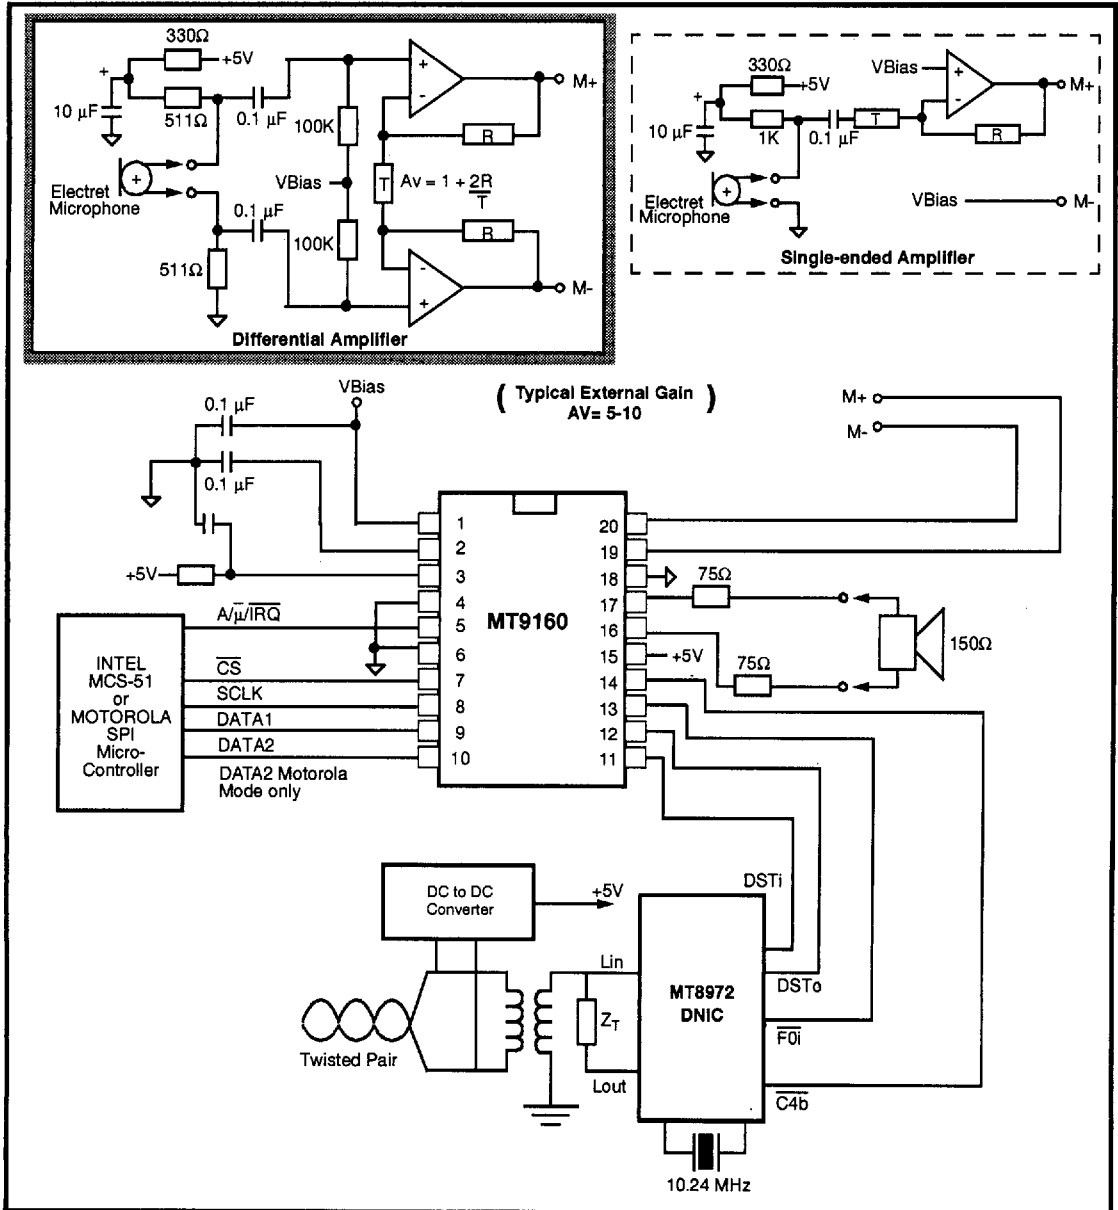 330Ω
+5V
+
10 µF
511Ω
0.1 µF
100K
+
-
M+
R
Electret
Microphone
+
VBias
T
Av = 1 + 2R
T
0.1 µF
100K
R
511Ω
-
+
M-
Differential Amplifier
330Ω
+5V
+
10 µF
1K
0.1 µF
T
VBias
+
-
M+
R
Electret
Microphone
+
VBias
M-
Single-ended Amplifier
VBias
( Typical External Gain )
AV= 5-10
0.1 µF
0.1 µF
+5V
M+
M-
MT9160
1
2
3
4
5
6
7
8
9
10
20
19
18
17
16
15
14
13
12
11
75Ω
75Ω
+5V
150Ω
INTEL
MCS-51
or
MOTOROLA
SPI
Micro-
Controller
A/µ̅/I̅R̅Q̅
C̅S̅
SCLK
DATA1
DATA2
DATA2 Motorola
Mode only
DC to DC
Converter
+5V
Twisted Pair
Lin
ZT
Lout
MT8972
DNIC
DSTi
DSTo
F̅0̅i̅
C̅4̅b̅
10.24 MHz